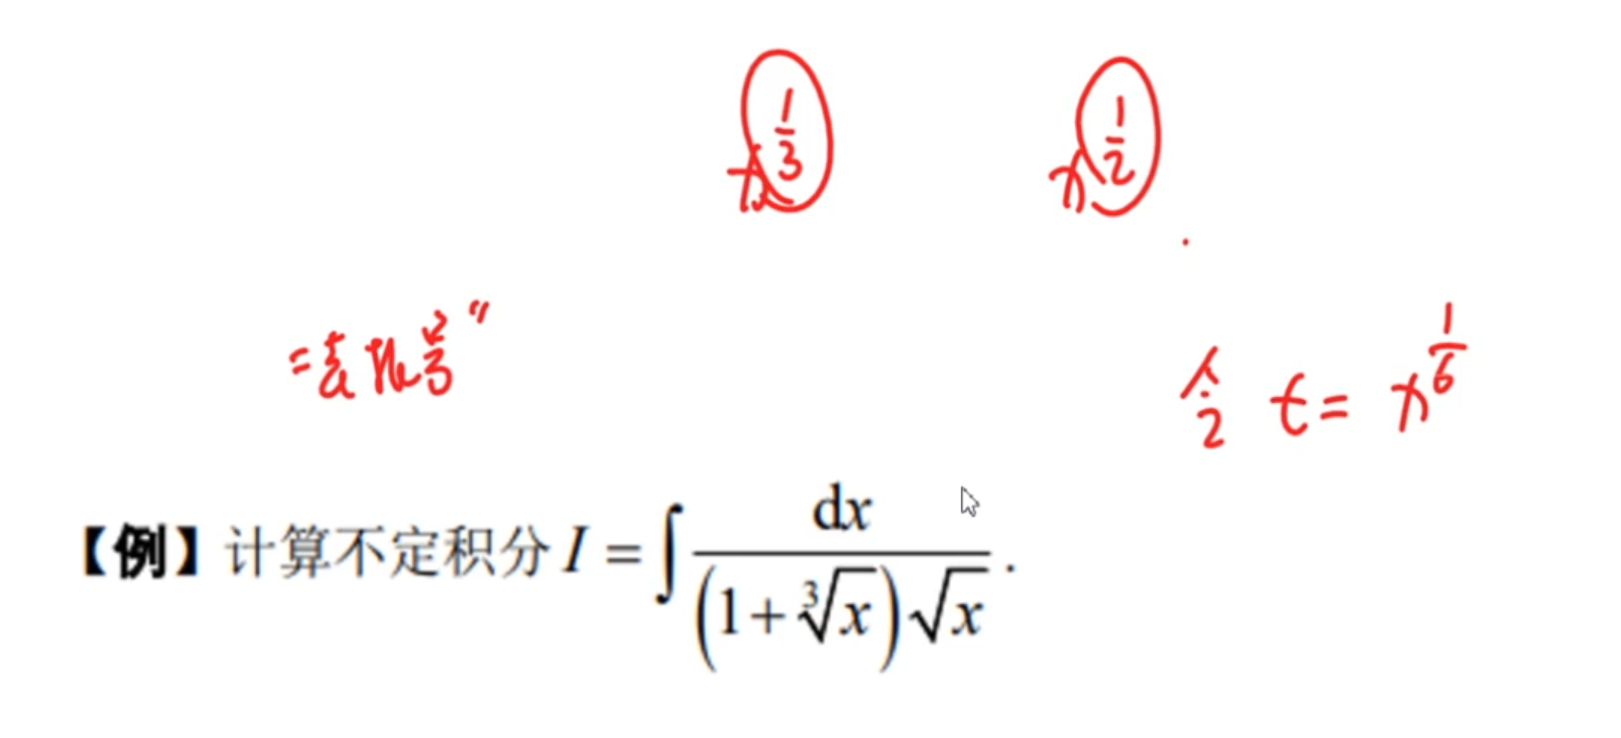 x^{1/3} x^{1/2}
"去根号" 令 t = x^{1/6}
【例】计算不定积分 I = ∫ dx / ((1+∛x)√x) .